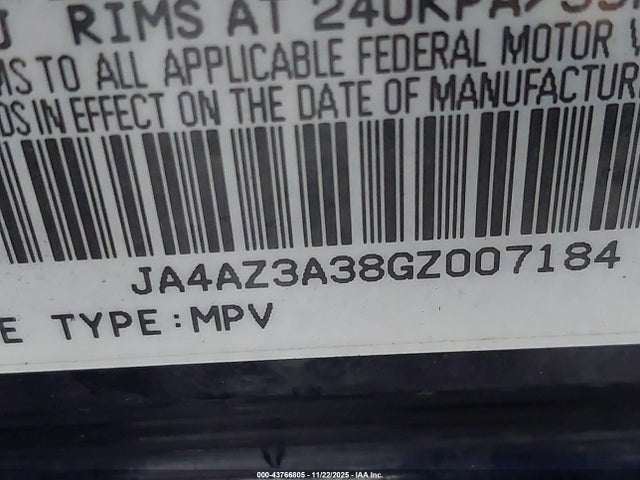 RIMS AT 240KPA/35
MS TO ALL APPLICABLE FEDERAL MOTOR
DS IN EFFECT ON THE DATE OF MANUFACTUR
JA4AZ3A38GZ007184
E TYPE:MPV
000-43766805 - 11/22/2025 - IAA Inc.